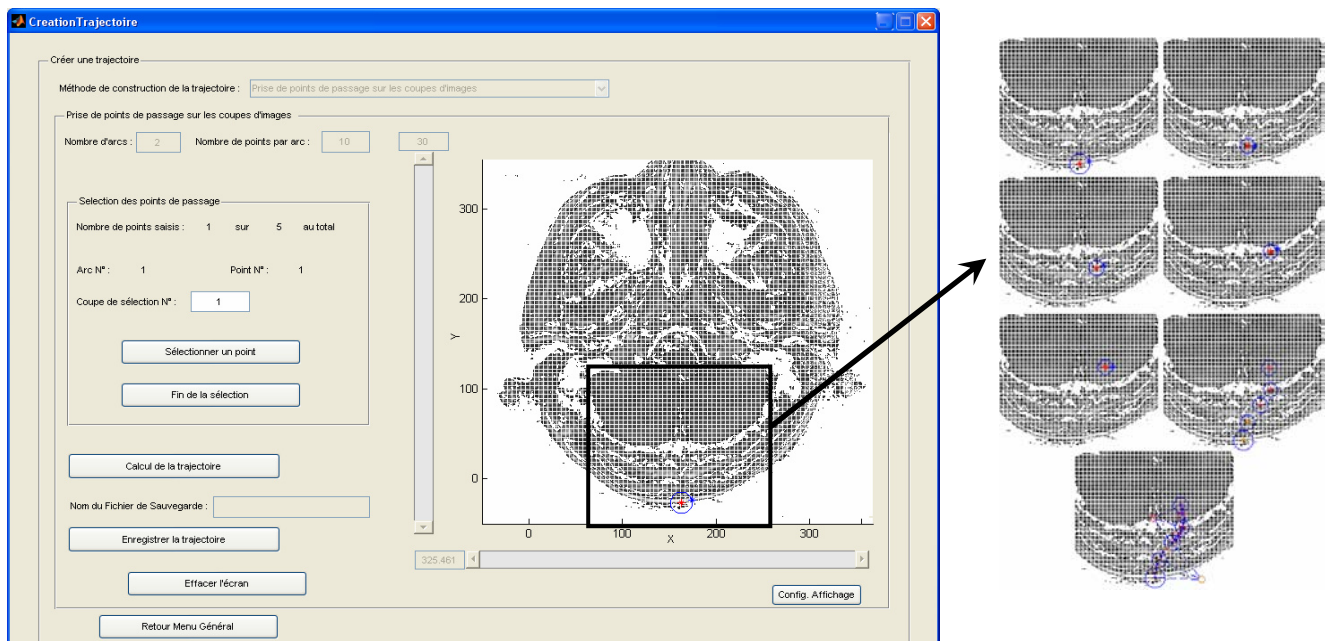 CreationTrajectoire
Créer une trajectoire
Méthode de construction de la trajectoire : Prise de points de passage sur les coupes d'images
Prise de points de passage sur les coupes d'images
Nombre d'arcs : 2 Nombre de points par arc : 10 30
Selection des points de passage
Nombre de points saisis : 1 sur 5 au total
Arc N° : 1 Point N° : 1
Coupe de sélection N° : 1
Sélectionner un point
Fin de la sélection
Calcul de la trajectoire
Nom du Fichier de Sauvegarde :
Enregistrer la trajectoire
Effacer l'écran
Retour Menu Général
300
200
Y
100
0
0 100 200 300
X
325.461
Config. Affichage